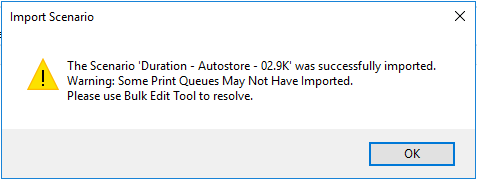 Import Scenario
The Scenario 'Duration - Autostore - 02.9K' was successfully imported.
Warning: Some Print Queues May Not Have Imported.
Please use Bulk Edit Tool to resolve.
OK